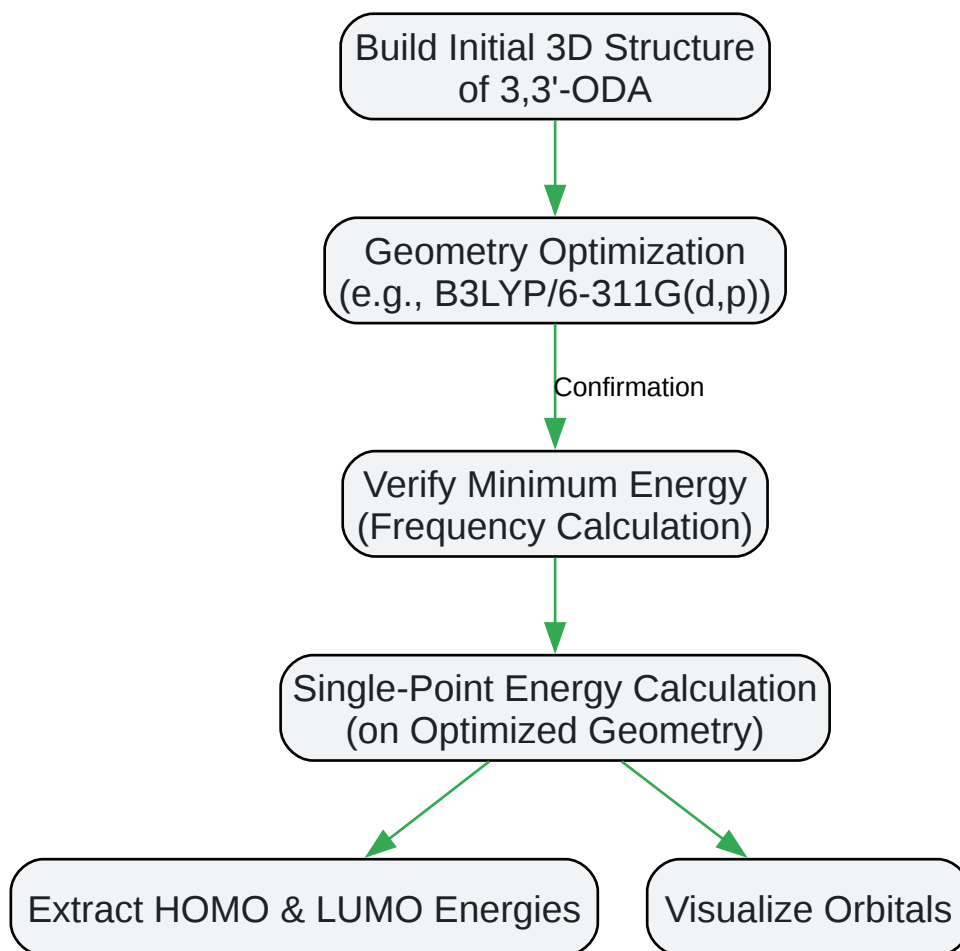 Build Initial 3D Structure
of 3,3'-ODA
Geometry Optimization
(e.g., B3LYP/6-311G(d,p))
Confirmation
Verify Minimum Energy
(Frequency Calculation)
Single-Point Energy Calculation
(on Optimized Geometry)
Extract HOMO & LUMO Energies
Visualize Orbitals